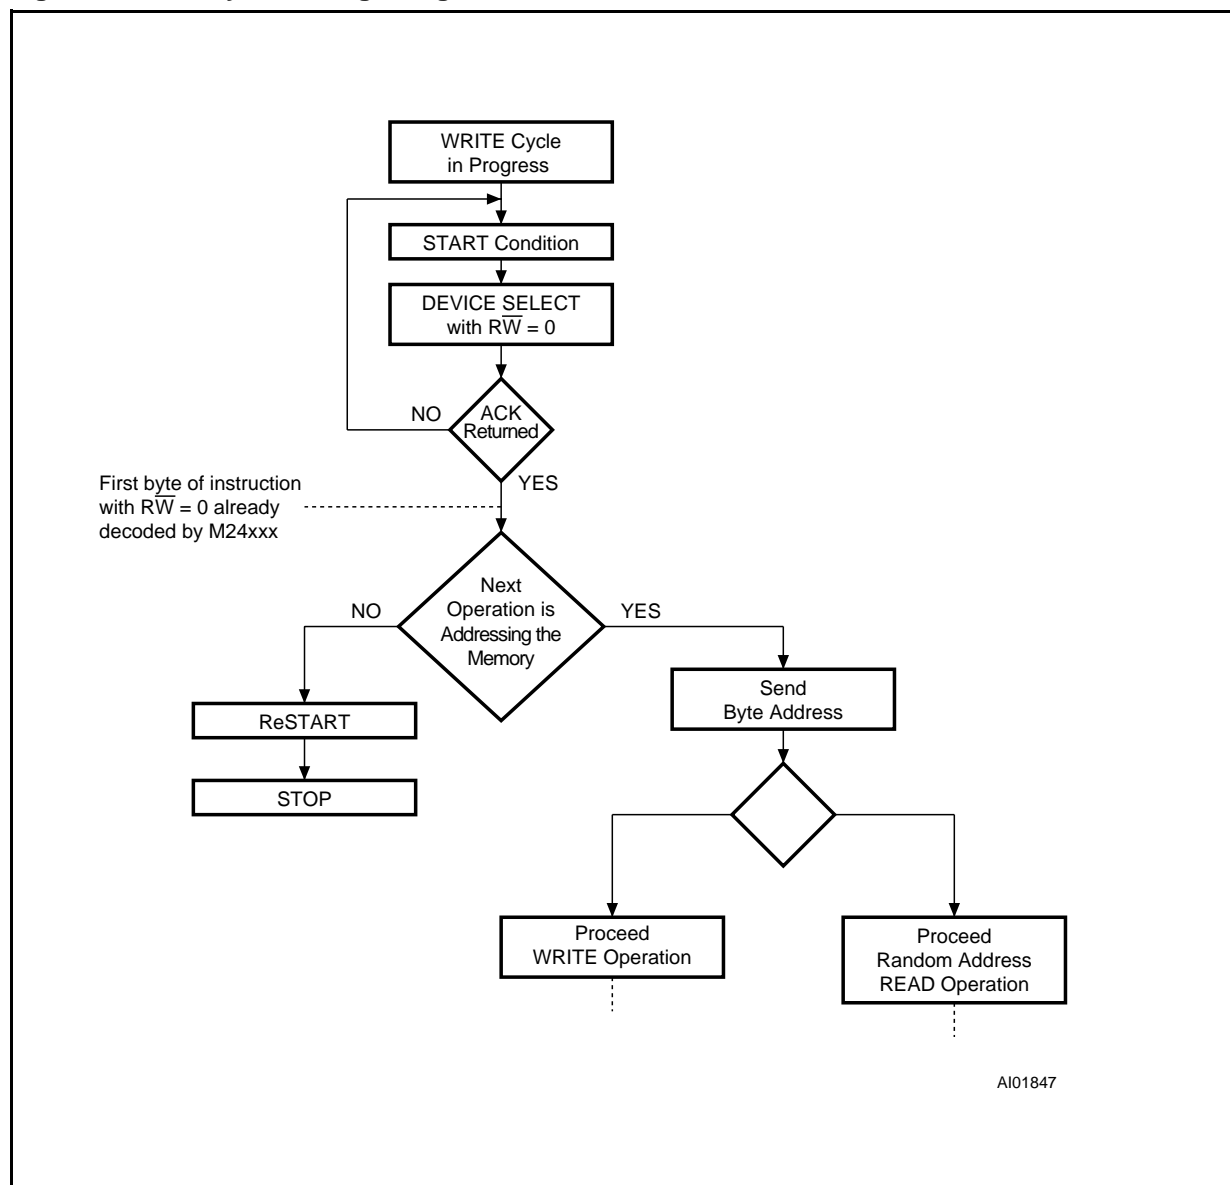 WRITE Cycle
in Progress
START Condition
DEVICE SELECT
with RW̅ = 0
ACK
Returned
NO
YES
First byte of instruction
with RW̅ = 0 already
decoded by M24xxx
Next
Operation is
Addressing the
Memory
NO
YES
ReSTART
STOP
Send
Byte Address
Proceed
WRITE Operation
Proceed
Random Address
READ Operation
AI01847